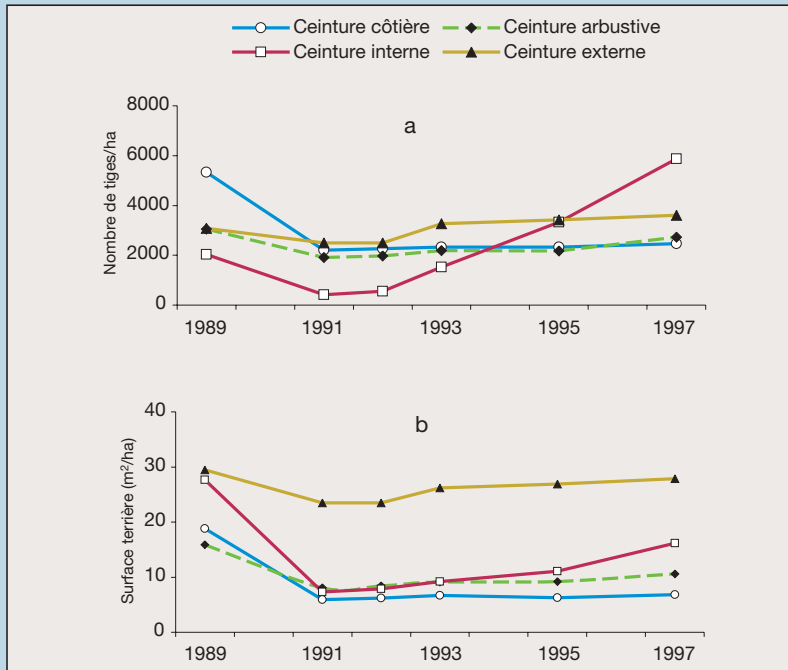 Ceinture côtière Ceinture arbustive
Ceinture interne Ceinture externe
a
Nombre de tiges/ha
8000
6000
4000
2000
0
1989 1991 1993 1995 1997
b
Surface terrière (m²/ha)
40
30
20
10
0
1989 1991 1993 1995 1997